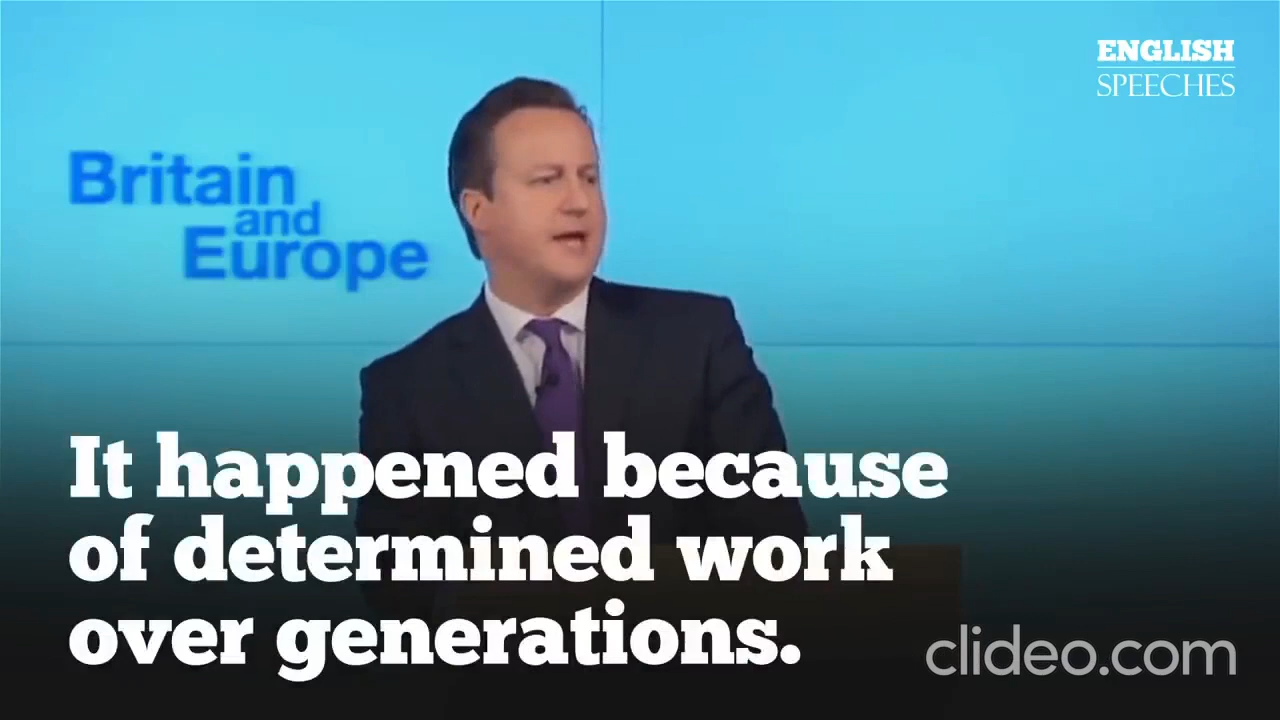 ENGLISH
SPEECHES
Britain
and
Europe
It happened because
of determined work
over generations.
clideo.com